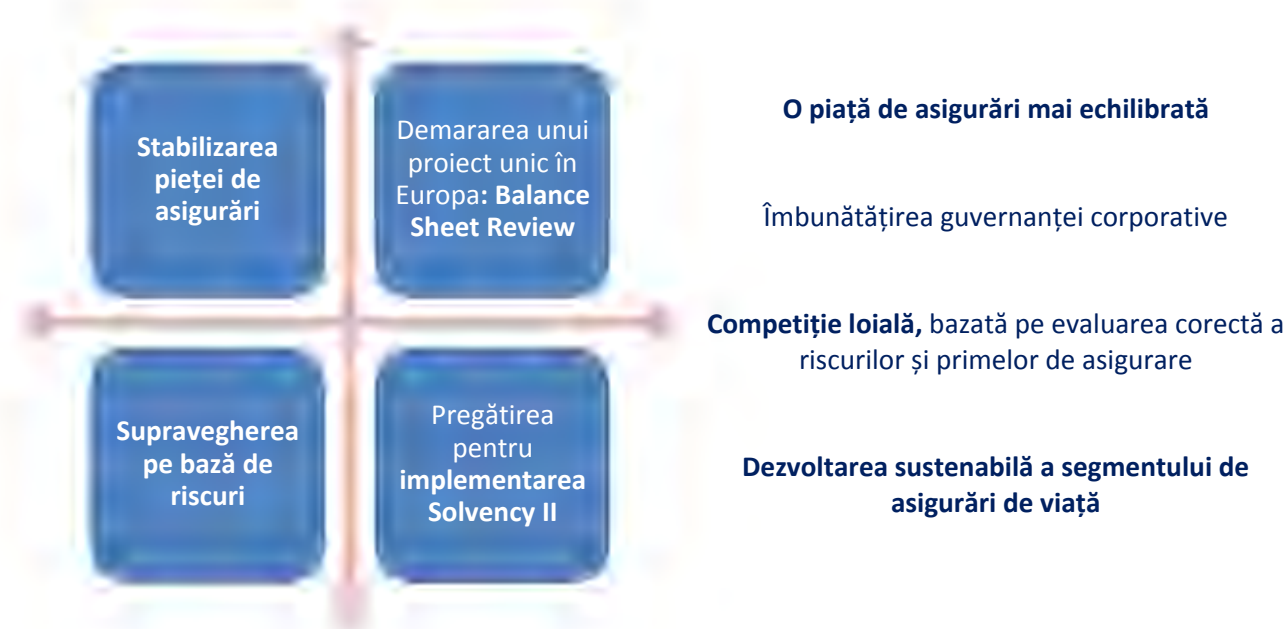 Stabilizarea
pieței de
asigurări
Demararea unui
proiect unic în
Europa: Balance
Sheet Review
Supravegherea
pe bază de
riscuri
Pregătirea
pentru
implementarea
Solvency II
O piață de asigurări mai echilibrată
Îmbunătățirea guvernanței corporative
Competiție loială, bazată pe evaluarea corectă a
riscurilor și primelor de asigurare
Dezvoltarea sustenabilă a segmentului de
asigurări de viață